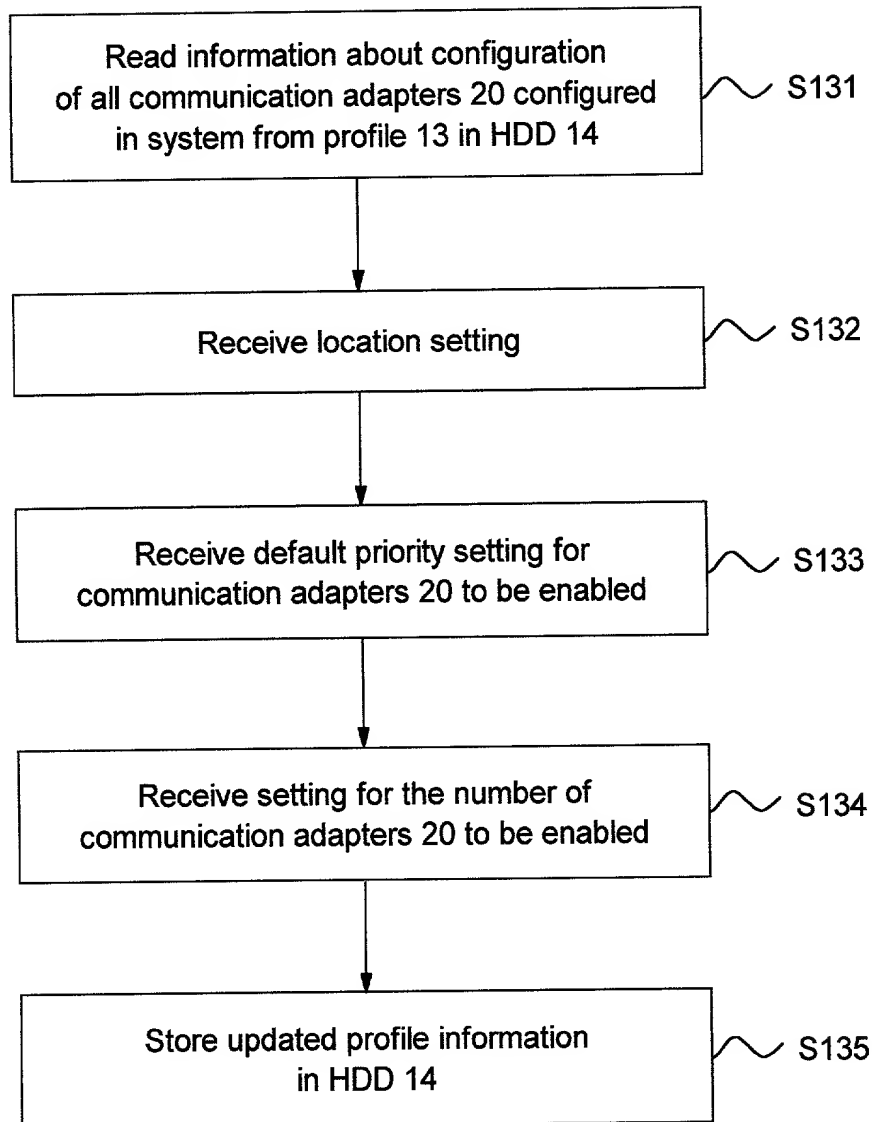 Read information about configuration
of all communication adapters 20 configured
in system from profile 13 in HDD 14
S131
Receive location setting
S132
Receive default priority setting for
communication adapters 20 to be enabled
S133
Receive setting for the number of
communication adapters 20 to be enabled
S134
Store updated profile information
in HDD 14
S135